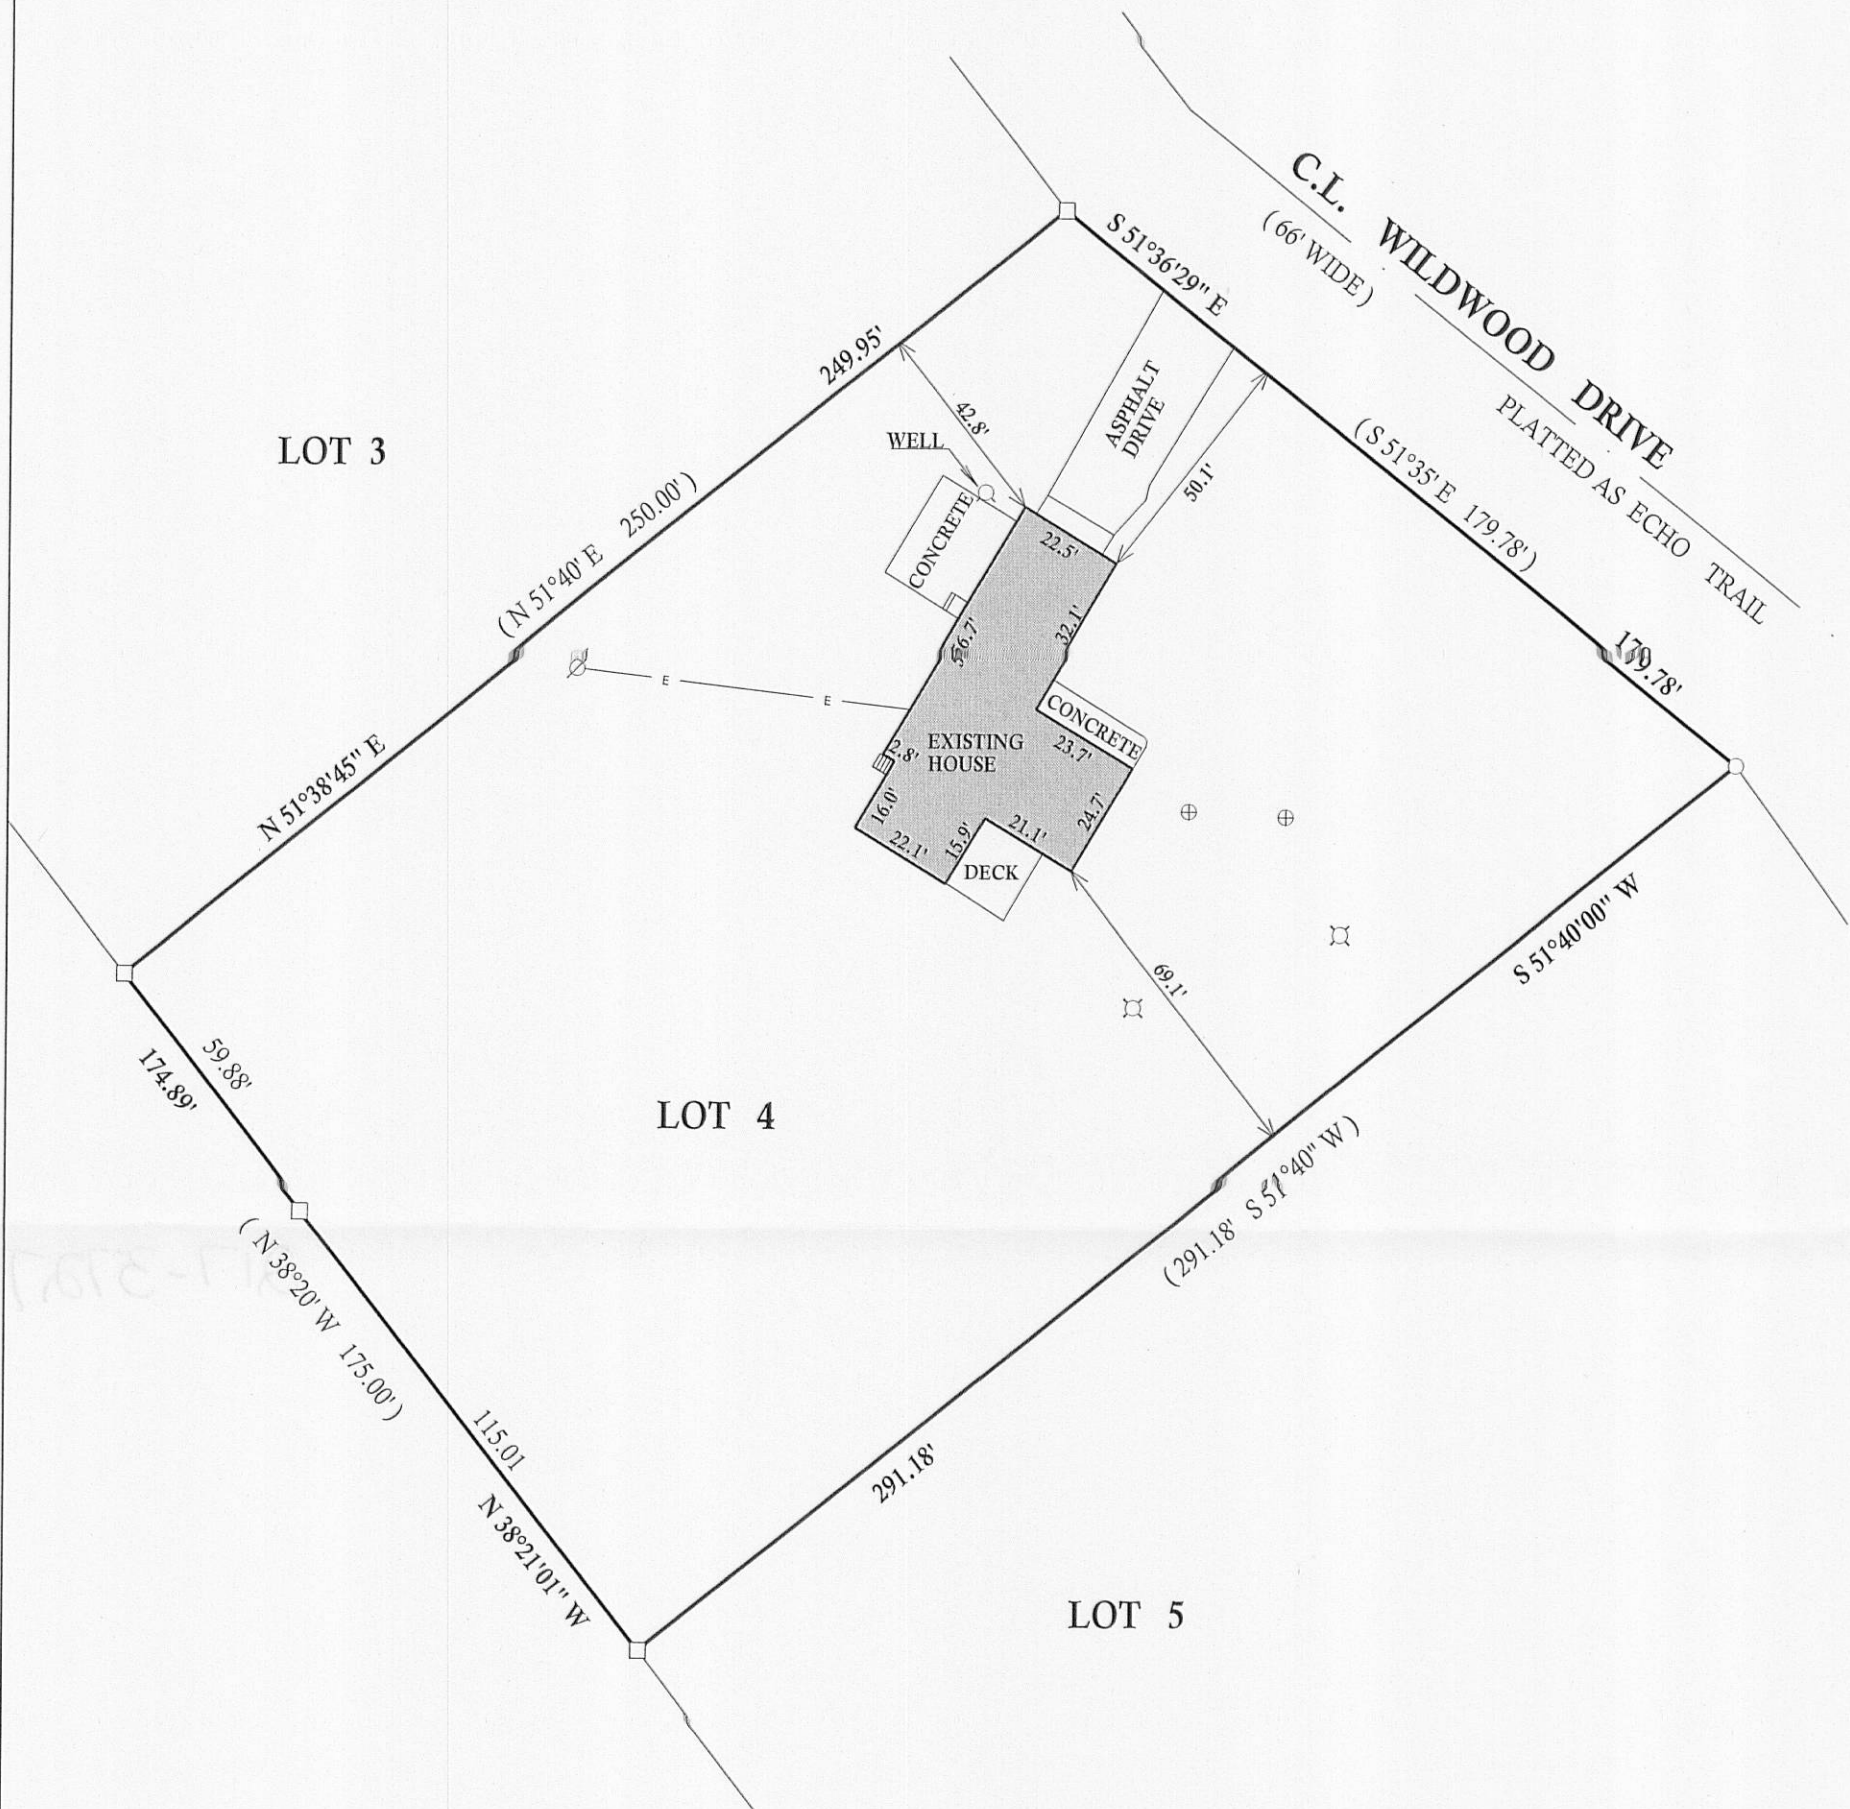 C.L. WILDWOOD DRIVE
( 66' WIDE )
PLATTED AS ECHO TRAIL
S 51°36'29" E
( S 51°35' E 179.78' )
179.78'
249.95'
( N 51°40' E 250.00' )
N 51°38'45" E
LOT 3
42.8'
WELL
ASPHALT
DRIVE
50.1'
CONCRETE
22.5'
32.1'
CONCRETE
23.7'
EXISTING
HOUSE
2.8'
16.0'
22.1'
15.9'
21.1'
24.7'
DECK
E
E
69.1'
S 51°40'00" W
( 291.18' S 51°40" W )
291.18'
59.88'
174.89'
( N 38°20' W 175.00' )
115.01
N 38°21'01" W
LOT 4
LOT 5